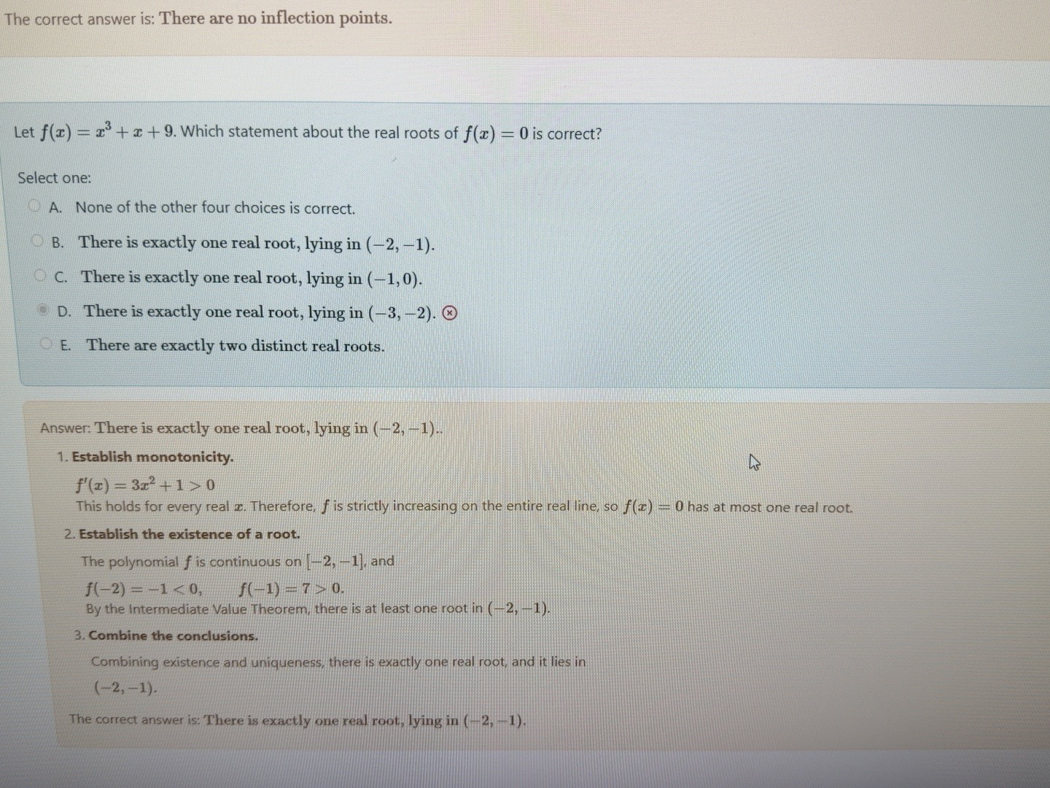 The correct answer is: There are no inflection points.
Let f(x) = x³ + x + 9. Which statement about the real roots of f(x) = 0 is correct?
Select one:
A. None of the other four choices is correct.
B. There is exactly one real root, lying in (−2, −1).
C. There is exactly one real root, lying in (−1, 0).
D. There is exactly one real root, lying in (−3, −2).
E. There are exactly two distinct real roots.
Answer: There is exactly one real root, lying in (−2, −1)..
1. Establish monotonicity.
f′(x) = 3x² + 1 > 0
This holds for every real x. Therefore, f is strictly increasing on the entire real line, so f(x) = 0 has at most one real root.
2. Establish the existence of a root.
The polynomial f is continuous on [−2, −1], and
f(−2) = −1 < 0, f(−1) = 7 > 0.
By the Intermediate Value Theorem, there is at least one root in (−2, −1).
3. Combine the conclusions.
Combining existence and uniqueness, there is exactly one real root, and it lies in
(−2, −1).
The correct answer is: There is exactly one real root, lying in (−2, −1).